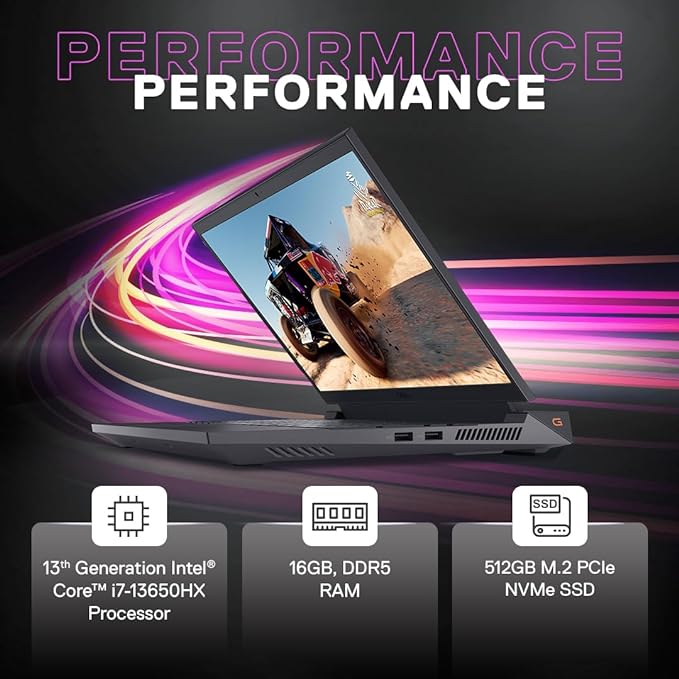 PERFORMANCE
PERFORMANCE
G
SSD
13th Generation Intel®
Core™ i7-13650HX
Processor
16GB, DDR5
RAM
512GB M.2 PCIe
NVMe SSD